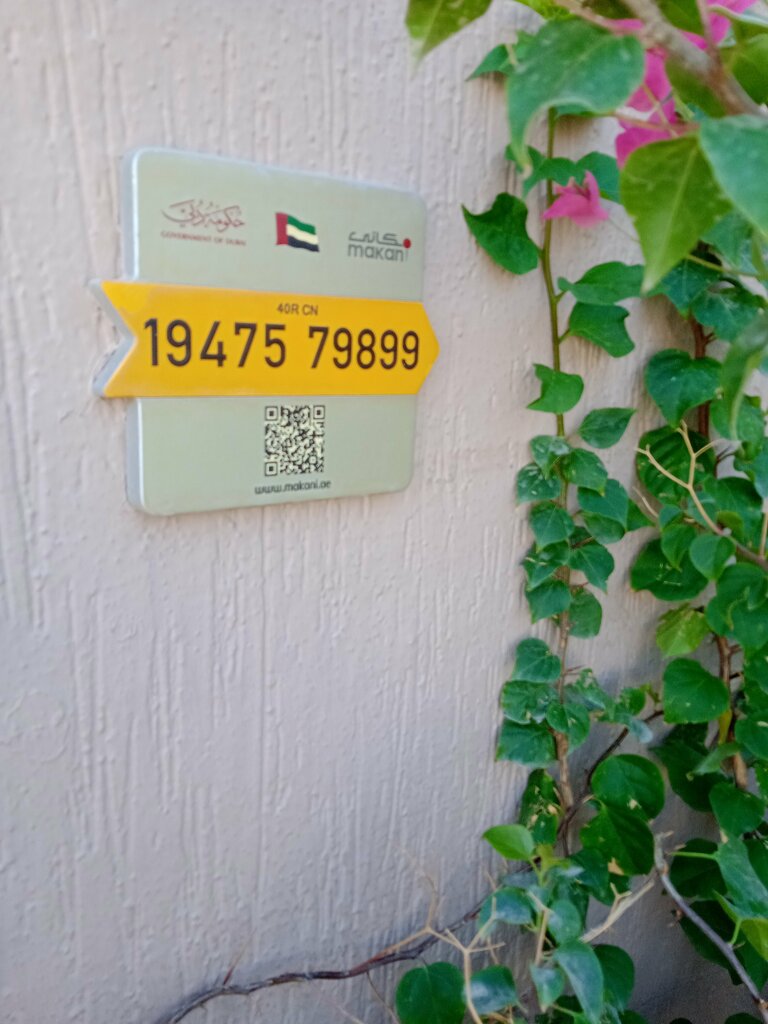 حكومة دبي
GOVERNMENT OF DUBAI
مكاني
makani
40R CN
19475 79899
www.makani.ae